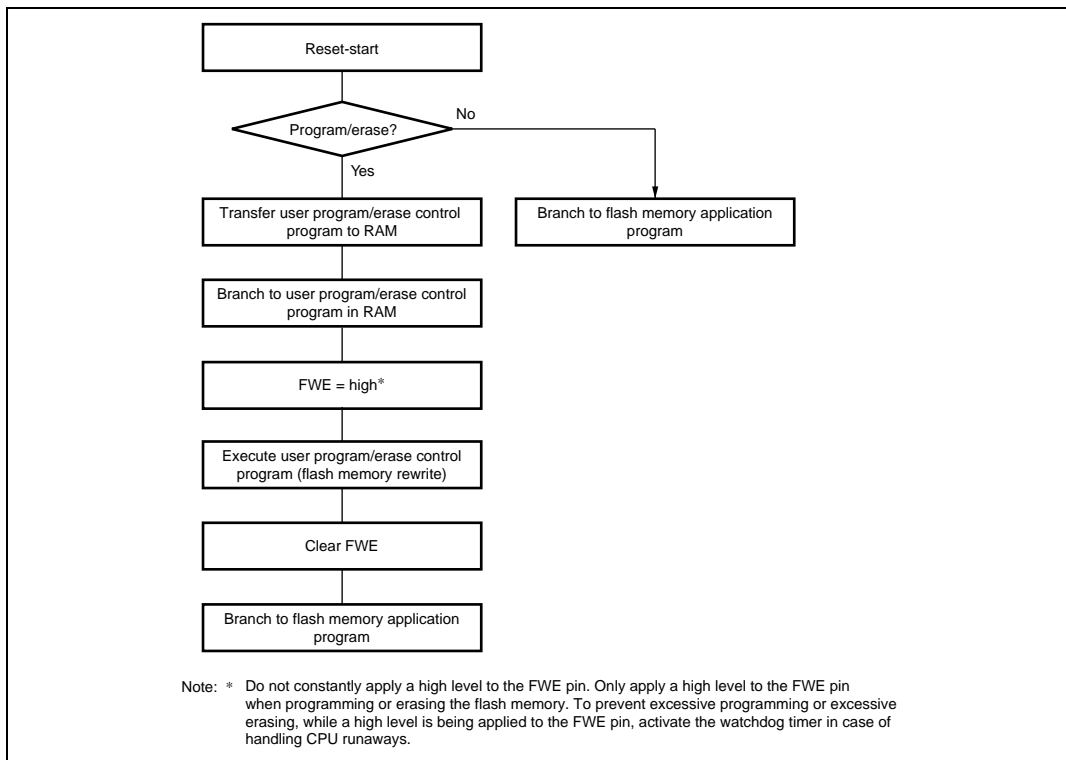 Reset-start
Program/erase?
No
Yes
Transfer user program/erase control
program to RAM
Branch to flash memory application
program
Branch to user program/erase control
program in RAM
FWE = high*
Execute user program/erase control
program (flash memory rewrite)
Clear FWE
Branch to flash memory application
program
Note: * Do not constantly apply a high level to the FWE pin. Only apply a high level to the FWE pin
when programming or erasing the flash memory. To prevent excessive programming or excessive
erasing, while a high level is being applied to the FWE pin, activate the watchdog timer in case of
handling CPU runaways.